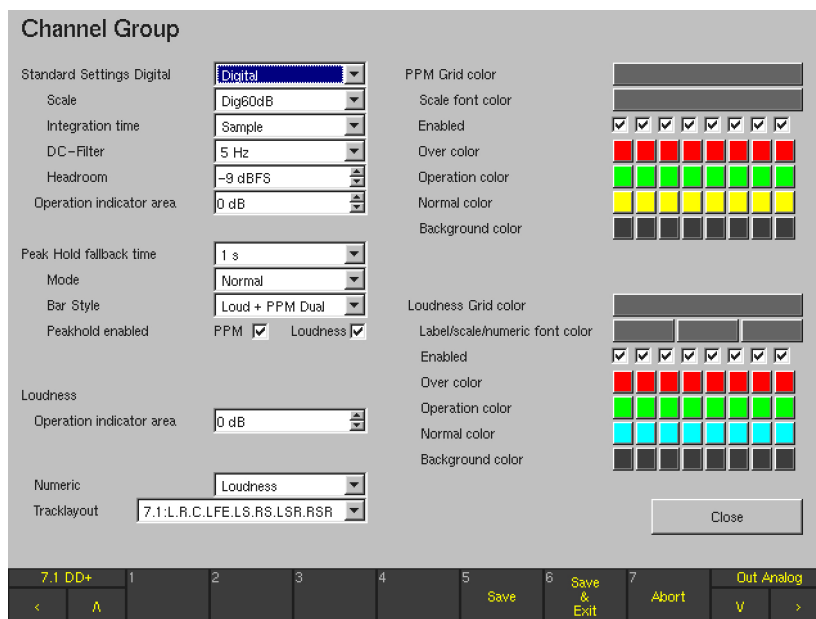 Channel Group
Standard Settings Digital Digital
Scale Dig60dB
Integration time Sample
DC-Filter 5 Hz
Headroom -9 dBFS
Operation indicator area 0 dB
Peak Hold fallback time 1 s
Mode Normal
Bar Style Loud + PPM Dual
Peakhold enabled PPM Loudness
Loudness
Operation indicator area 0 dB
Numeric Loudness
Tracklayout 7.1:L.R.C.LFE.LS.RS.LSR.RSR
PPM Grid color
Scale font color
Enabled
Over color
Operation color
Normal color
Background color
Loudness Grid color
Label/scale/numeric font color
Enabled
Over color
Operation color
Normal color
Background color
Close
7.1 DD+ 1 2 3 4 5 6 7 Out Analog
< Λ Save Save & Exit Abort V >